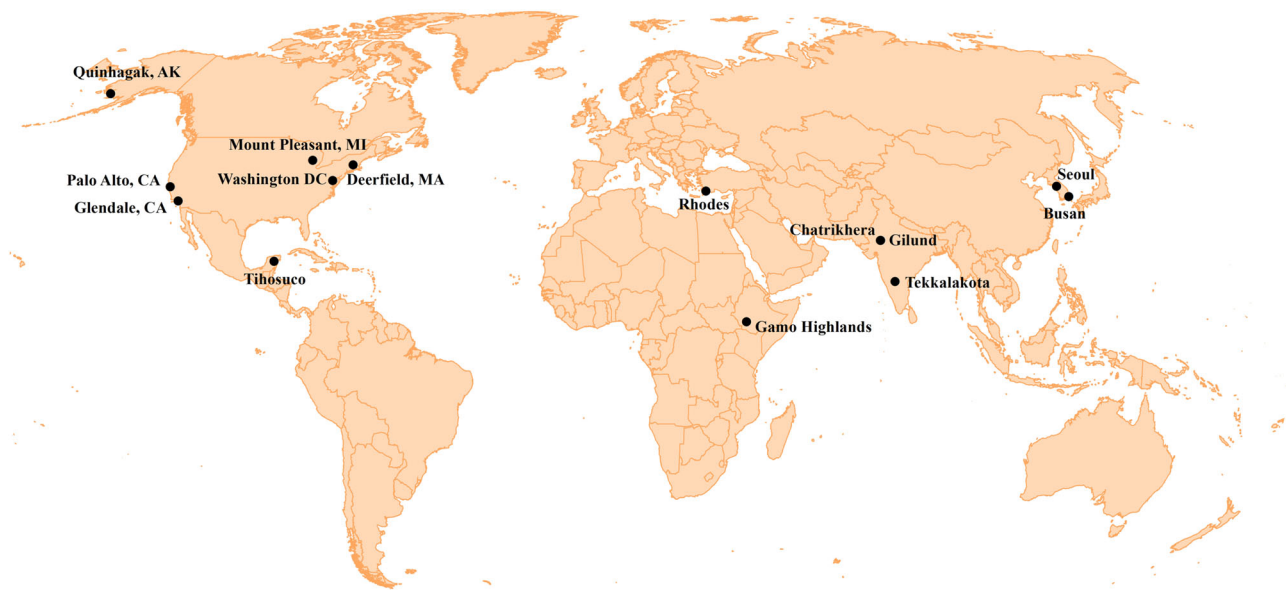 Quinhagak, AK
Mount Pleasant, MI
Palo Alto, CA
Washington DC
Deerfield, MA
Glendale, CA
Tihosuco
Rhodes
Seoul
Busan
Chatrikhera
Gilund
Tekkalakota
Gamo Highlands